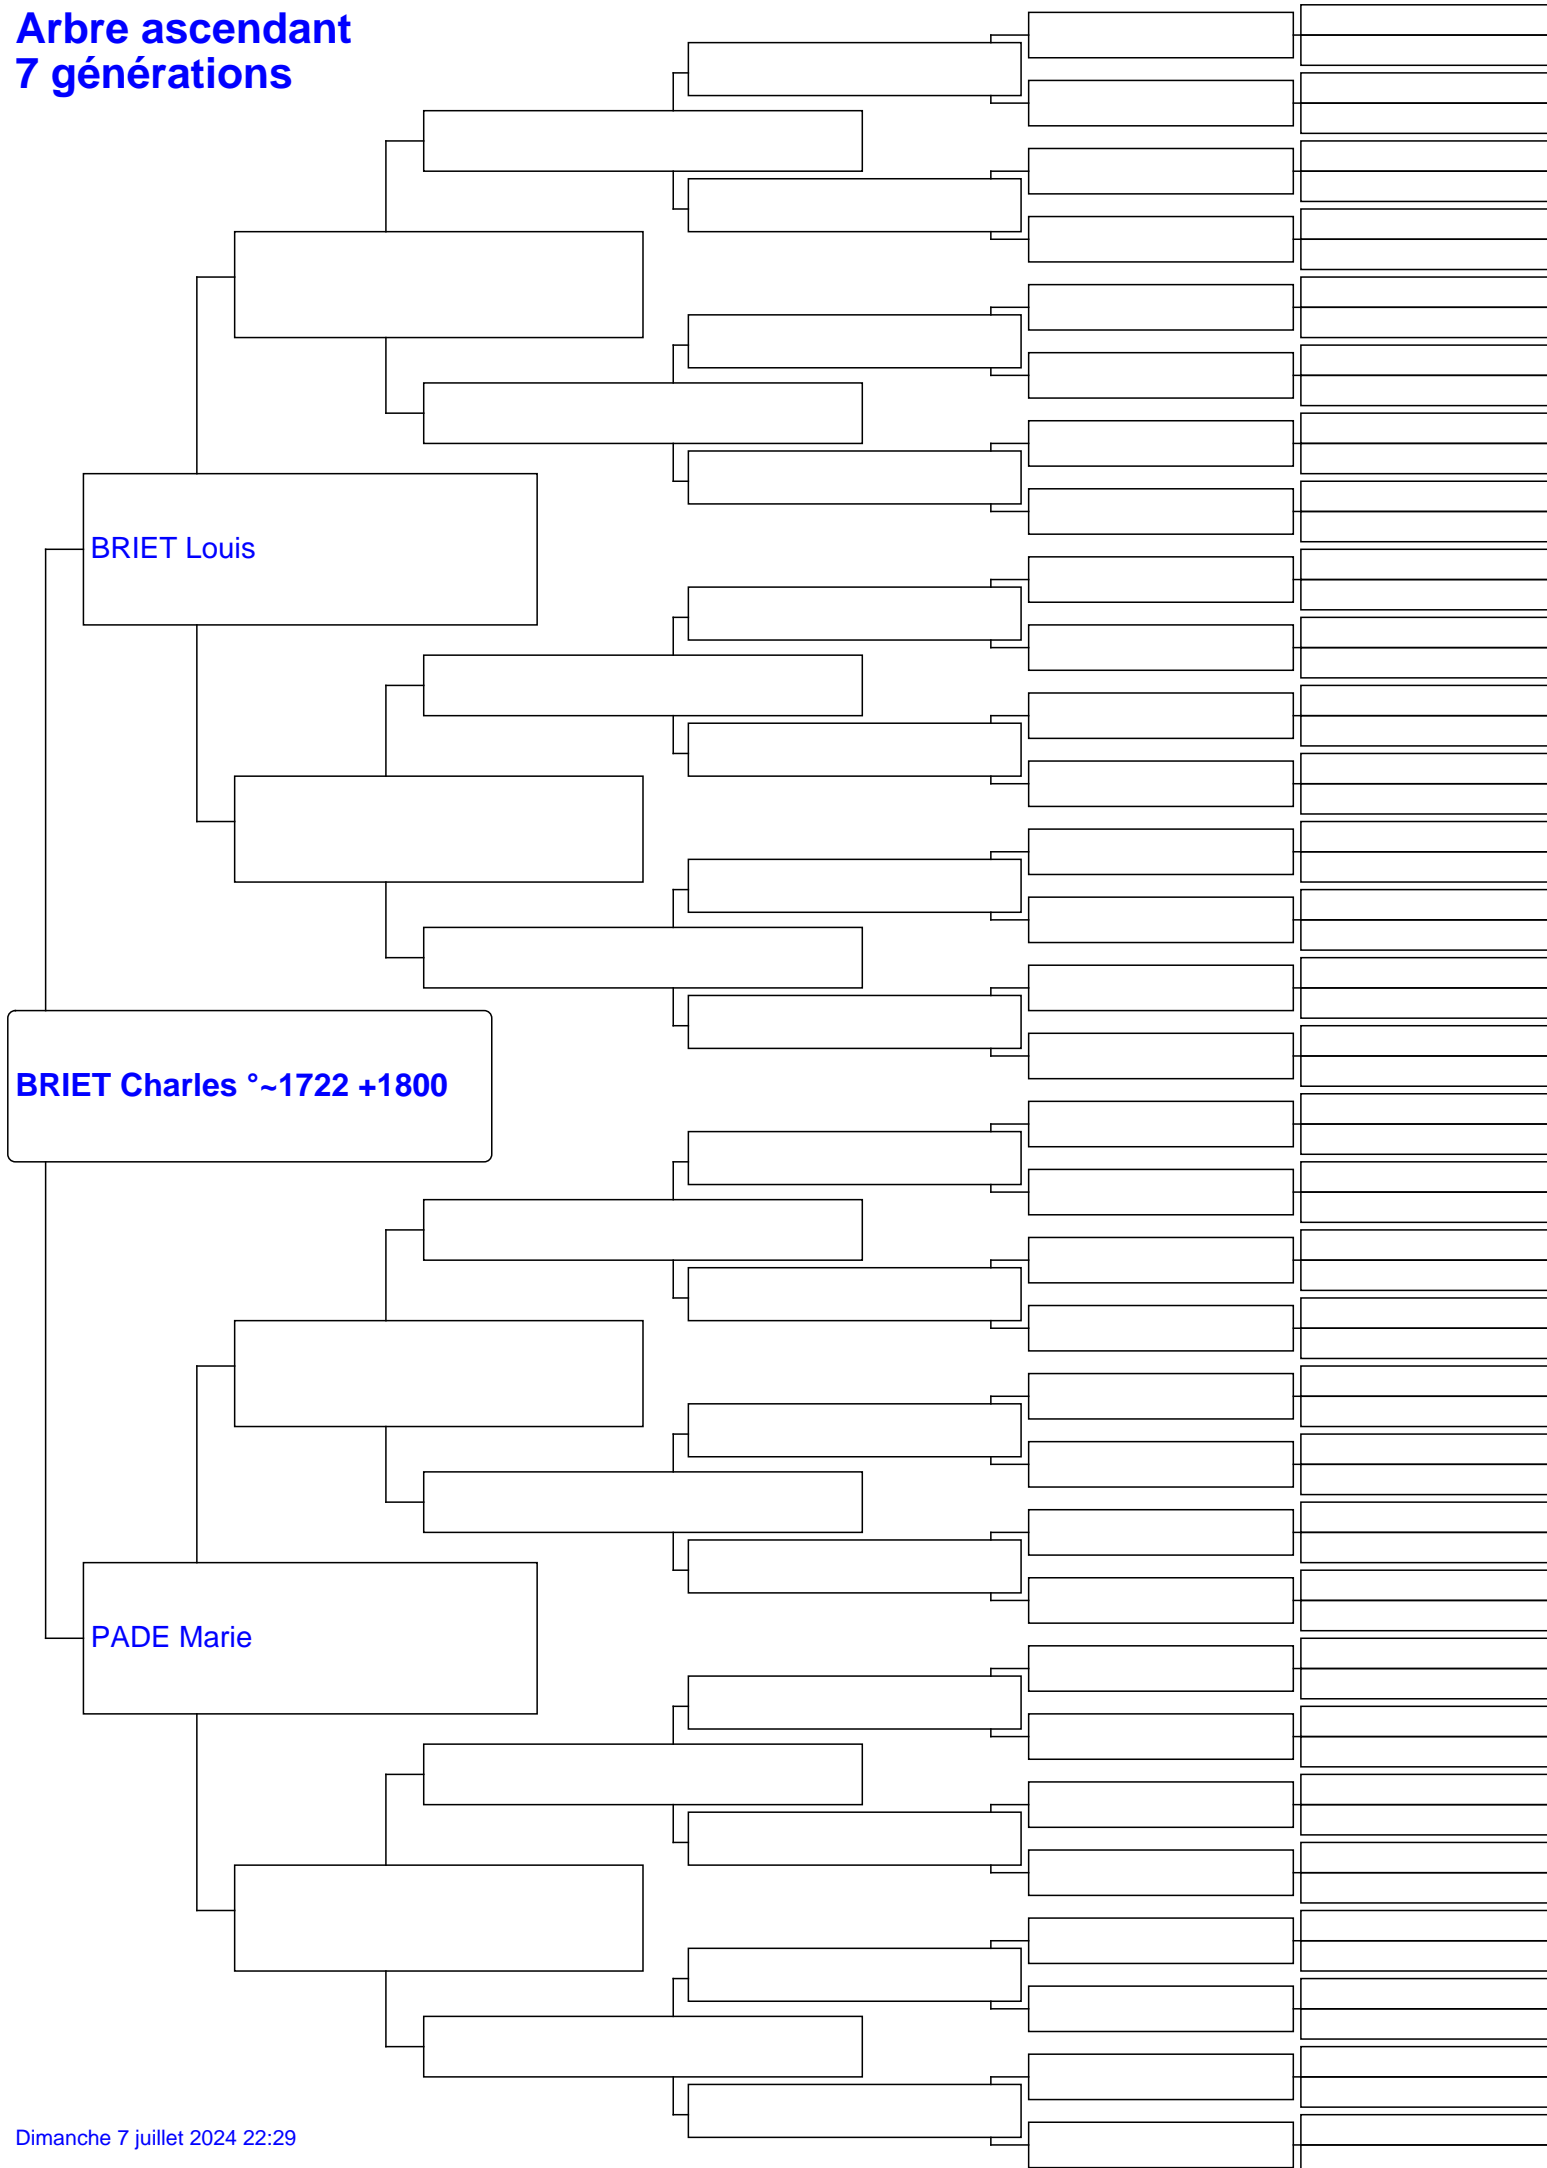 Arbre ascendant
7 générations
BRIET Louis
BRIET Charles °~1722 +1800
PADE Marie
Dimanche 7 juillet 2024 22:29